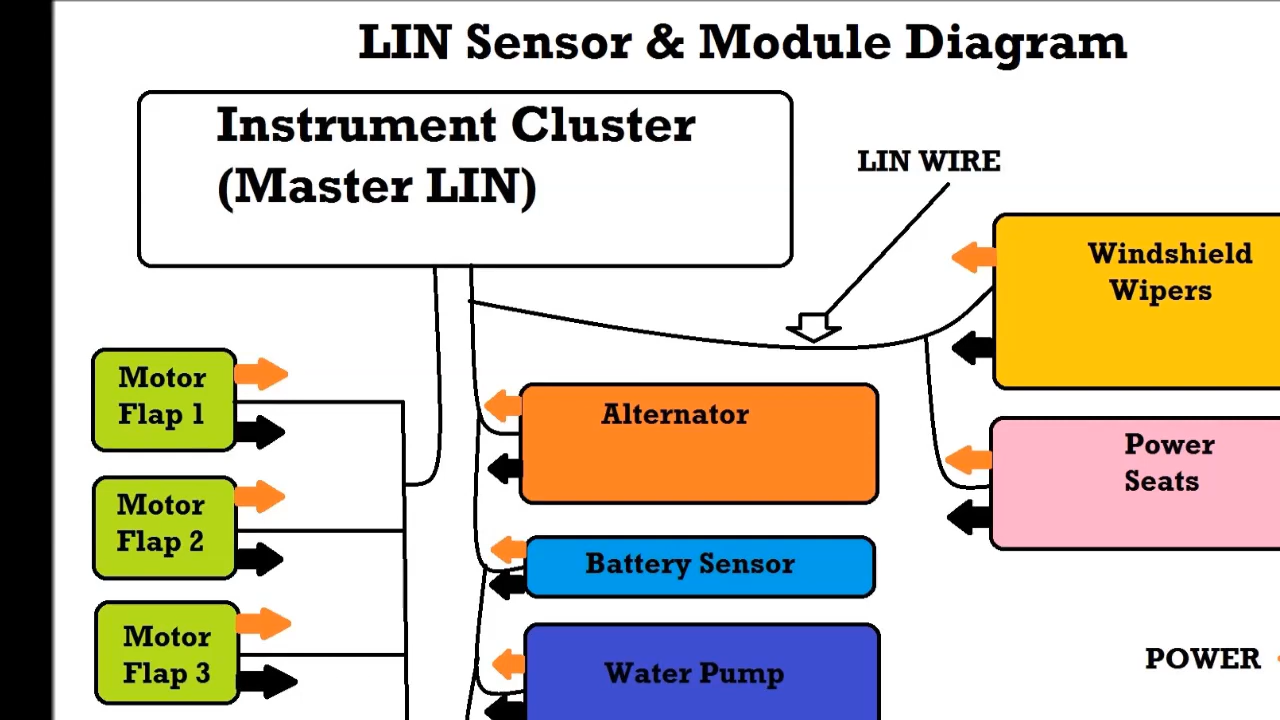 LIN Sensor & Module Diagram
Instrument Cluster
(Master LIN)
LIN WIRE
Windshield
Wipers
Motor
Flap 1
Alternator
Power
Seats
Motor
Flap 2
Battery Sensor
Motor
Flap 3
Water Pump
POWER